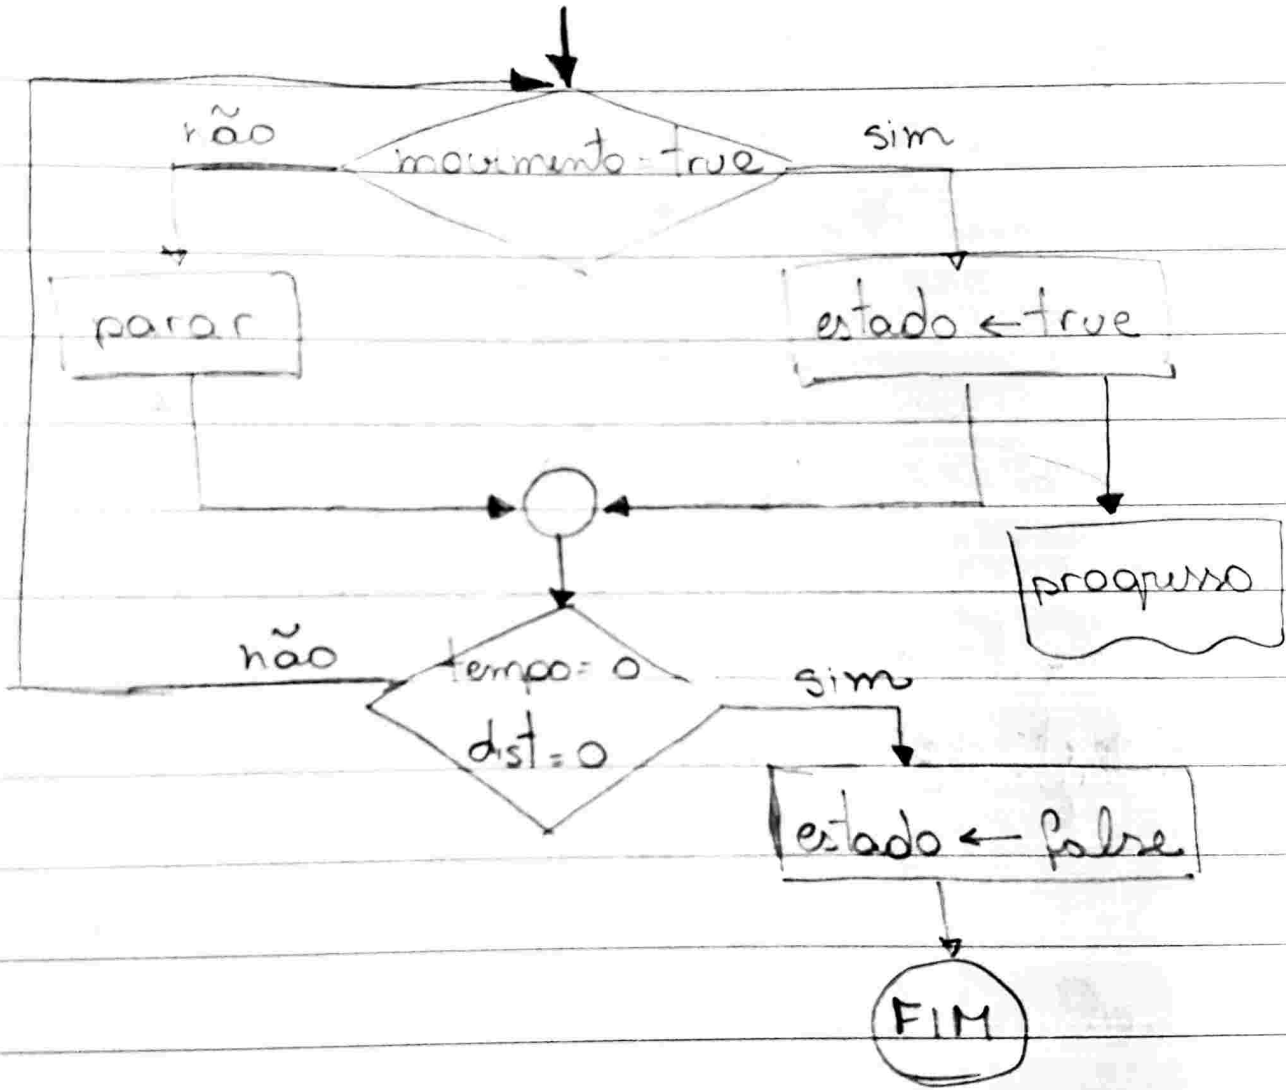 não
movimento = true
sim
parar
estado ← true
progresso
não
tempo = 0
dist = 0
sim
estado ← false
FIM